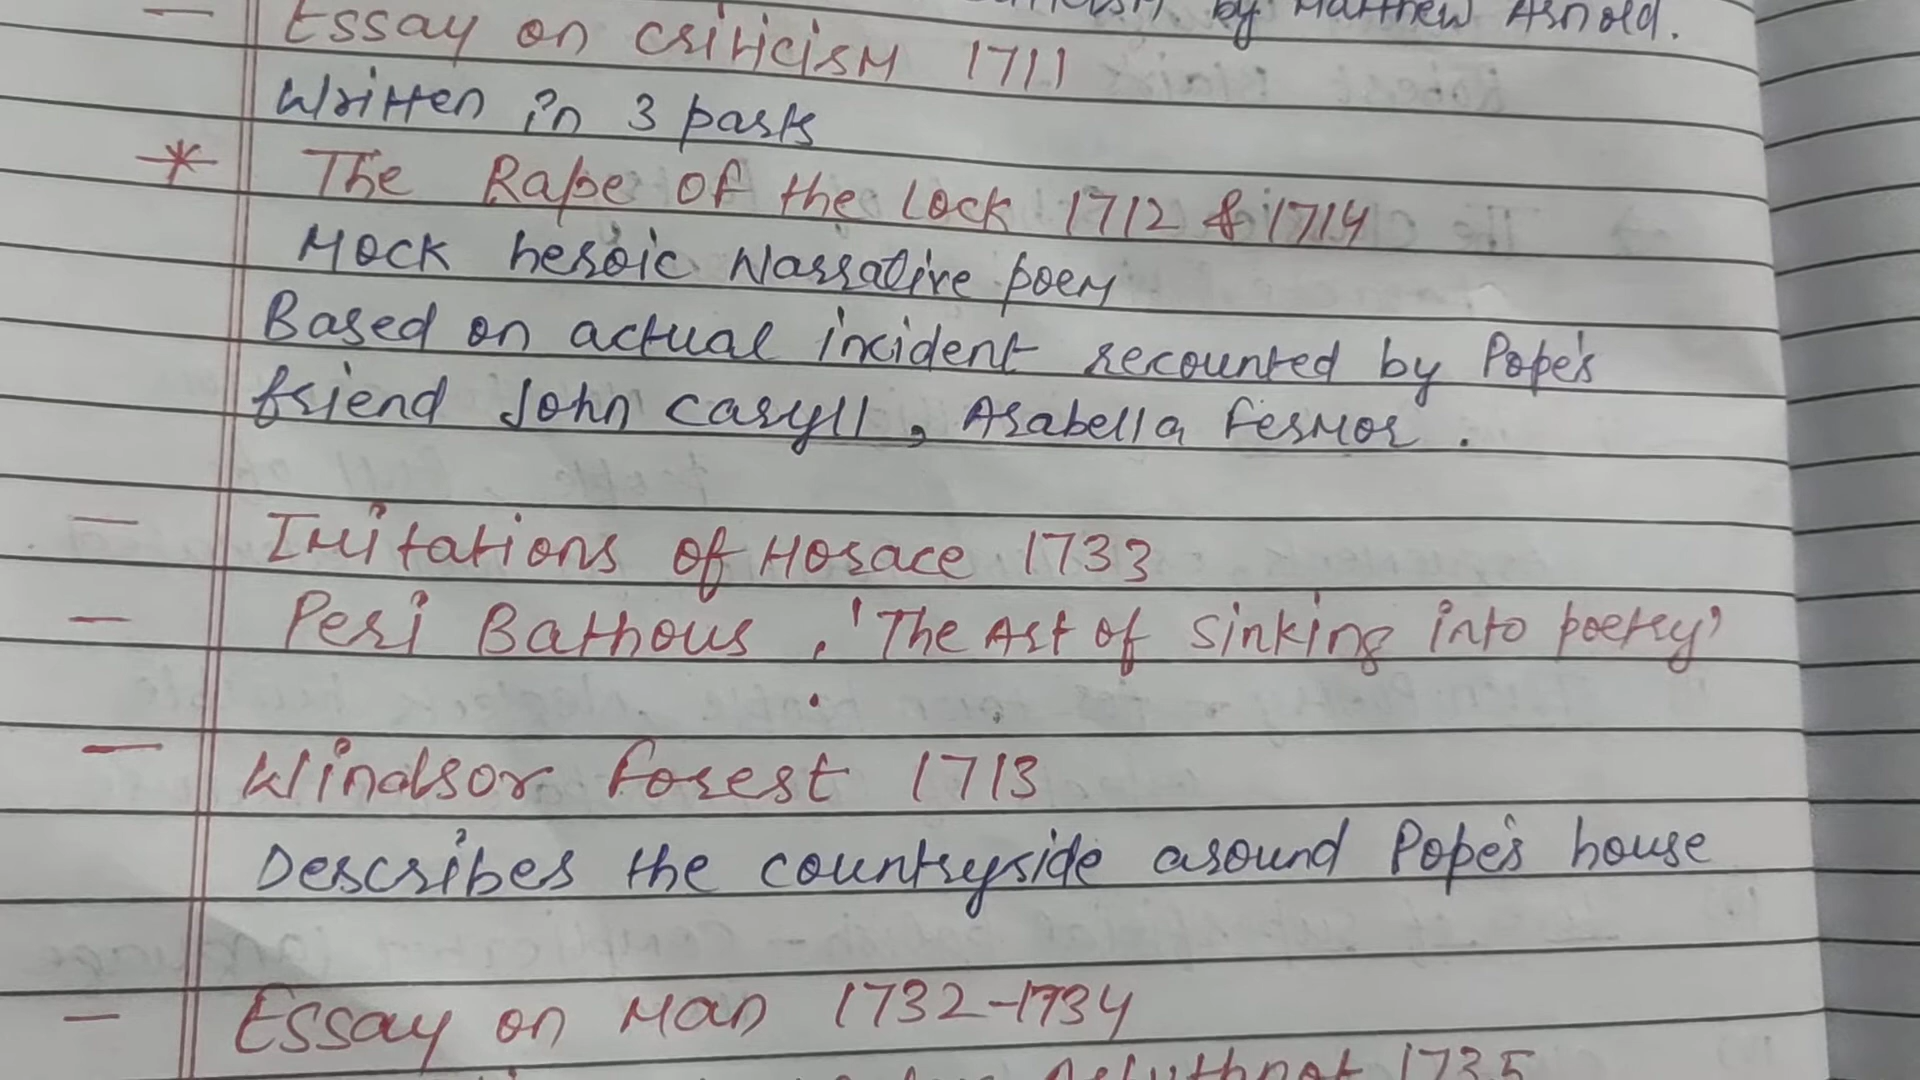 by Matthew Arnold.
Essay on criticism 1711
Written in 3 parts
* The Rape of the Lock 1712 & 1714
Mock heroic Narrative poem
Based on actual incident recounted by Pope's
friend John Caryll, Arabella Fermor.
- Imitations of Horace 1733
- Peri Bathous, 'The Art of Sinking into poetry'
- Windsor Forest 1713
Describes the countryside around Pope's house
- Essay on Man 1732-1734
1735